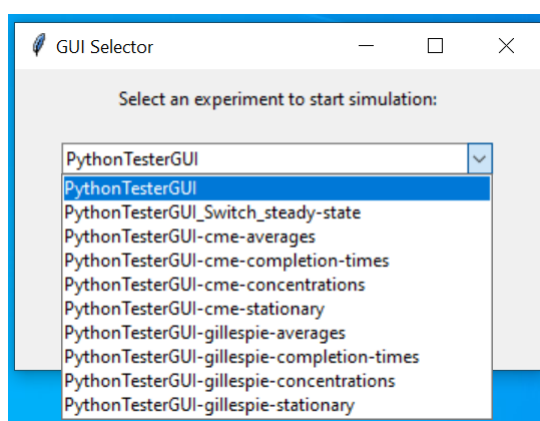 GUI Selector
Select an experiment to start simulation:
PythonTesterGUI
PythonTesterGUI
PythonTesterGUI_Switch_steady-state
PythonTesterGUI-cme-averages
PythonTesterGUI-cme-completion-times
PythonTesterGUI-cme-concentrations
PythonTesterGUI-cme-stationary
PythonTesterGUI-gillespie-averages
PythonTesterGUI-gillespie-completion-times
PythonTesterGUI-gillespie-concentrations
PythonTesterGUI-gillespie-stationary